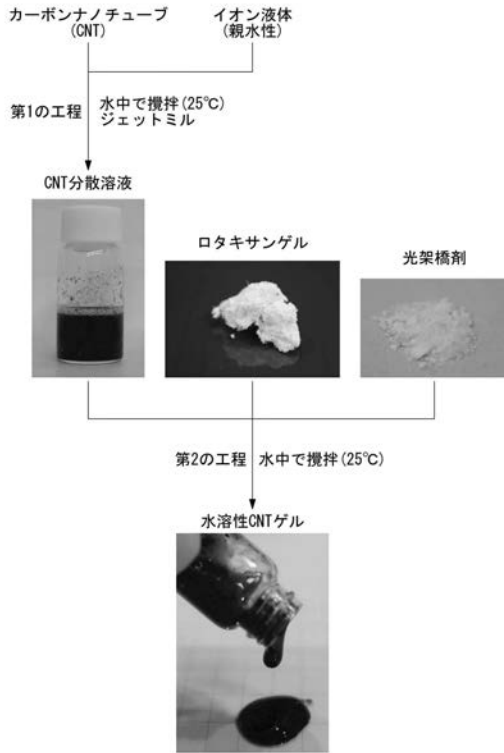 カーボンナノチューブ
(CNT)
イオン液体
(親水性)
第1の工程
水中で攪拌(25℃)
ジェットミル
CNT分散溶液
ロタキサンゲル
光架橋剤
第2の工程
水中で攪拌(25℃)
水溶性CNTゲル